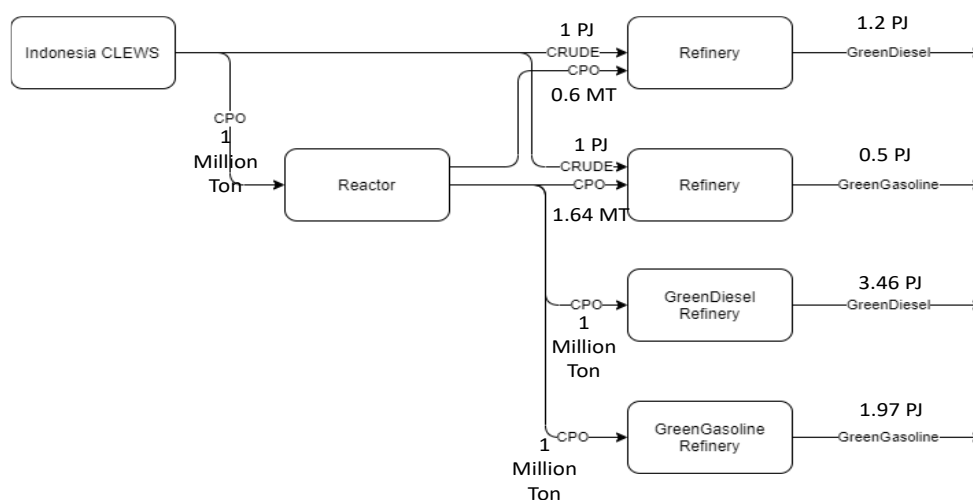 1 PJ
1.2 PJ
Indonesia CLEWS
CRUDE
Refinery
GreenDiesel
CPO
0.6 MT
CPO
1
Million
Ton
1 PJ
0.5 PJ
Reactor
CRUDE
Refinery
CPO
GreenGasoline
1.64 MT
3.46 PJ
CPO
GreenDiesel
Refinery
GreenDiesel
1
Million
Ton
1.97 PJ
CPO
GreenGasoline
Refinery
GreenGasoline
1
Million
Ton